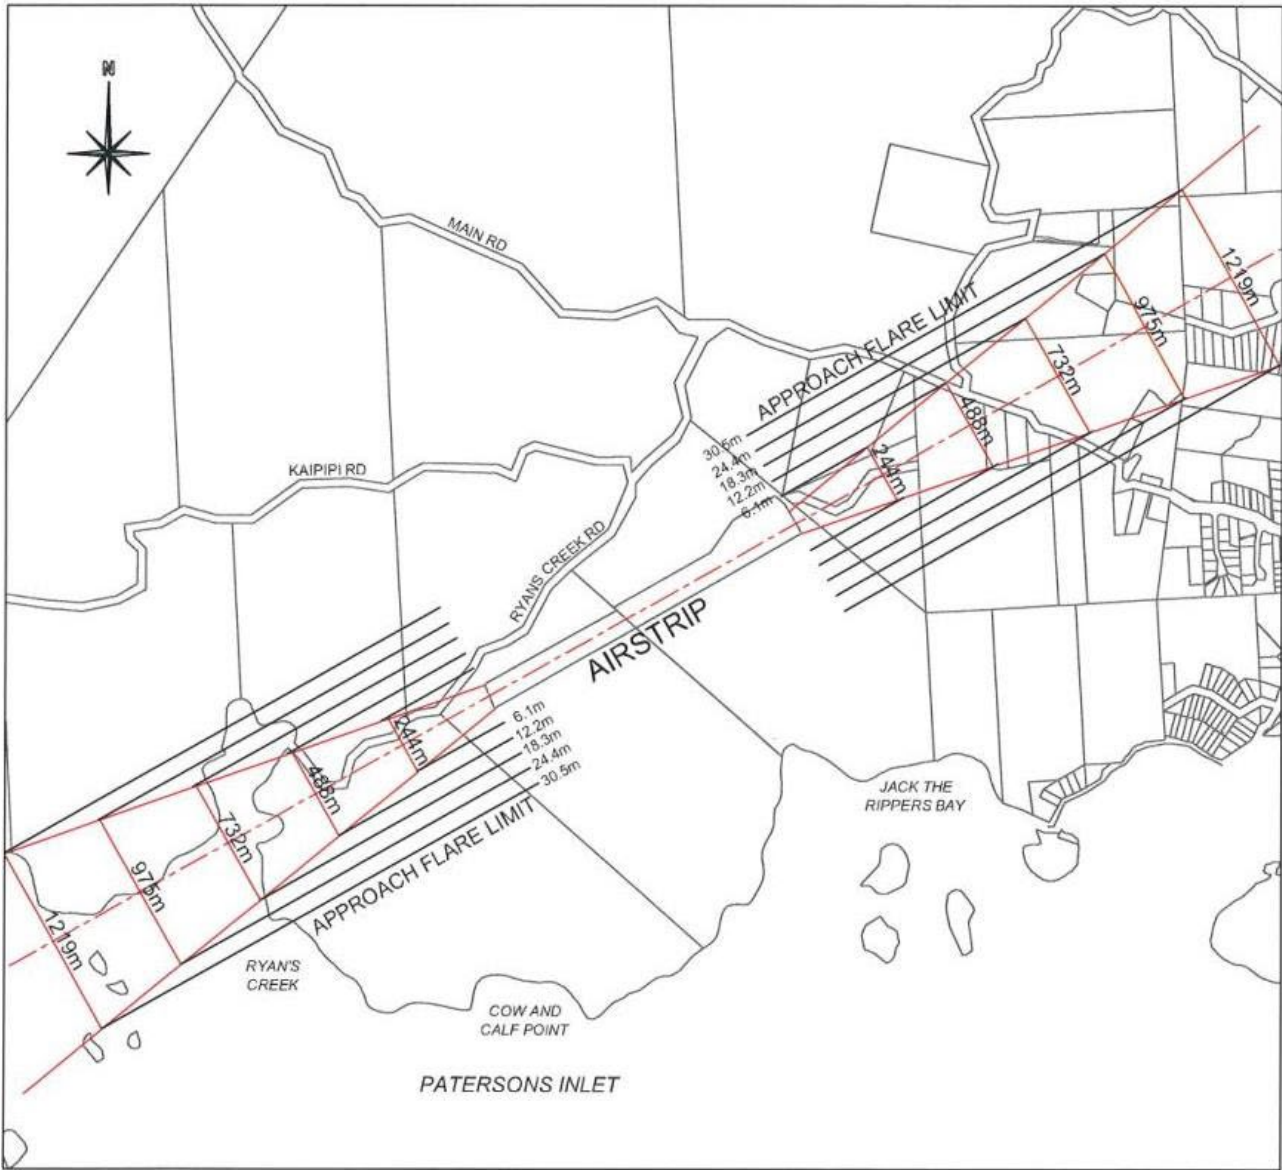 N
MAIN RD
1219m
975m
APPROACH FLARE LIMIT
732m
488m
30.5m
24.4m
18.3m
12.2m
6.1m
244m
KAIPIPI RD
RYANS CREEK RD
AIRSTRIP
6.1m
12.2m
18.3m
24.4m
30.5m
244m
488m
732m
975m
1219m
APPROACH FLARE LIMIT
JACK THE
RIPPERS BAY
RYAN'S
CREEK
COW AND
CALF POINT
PATERSONS INLET